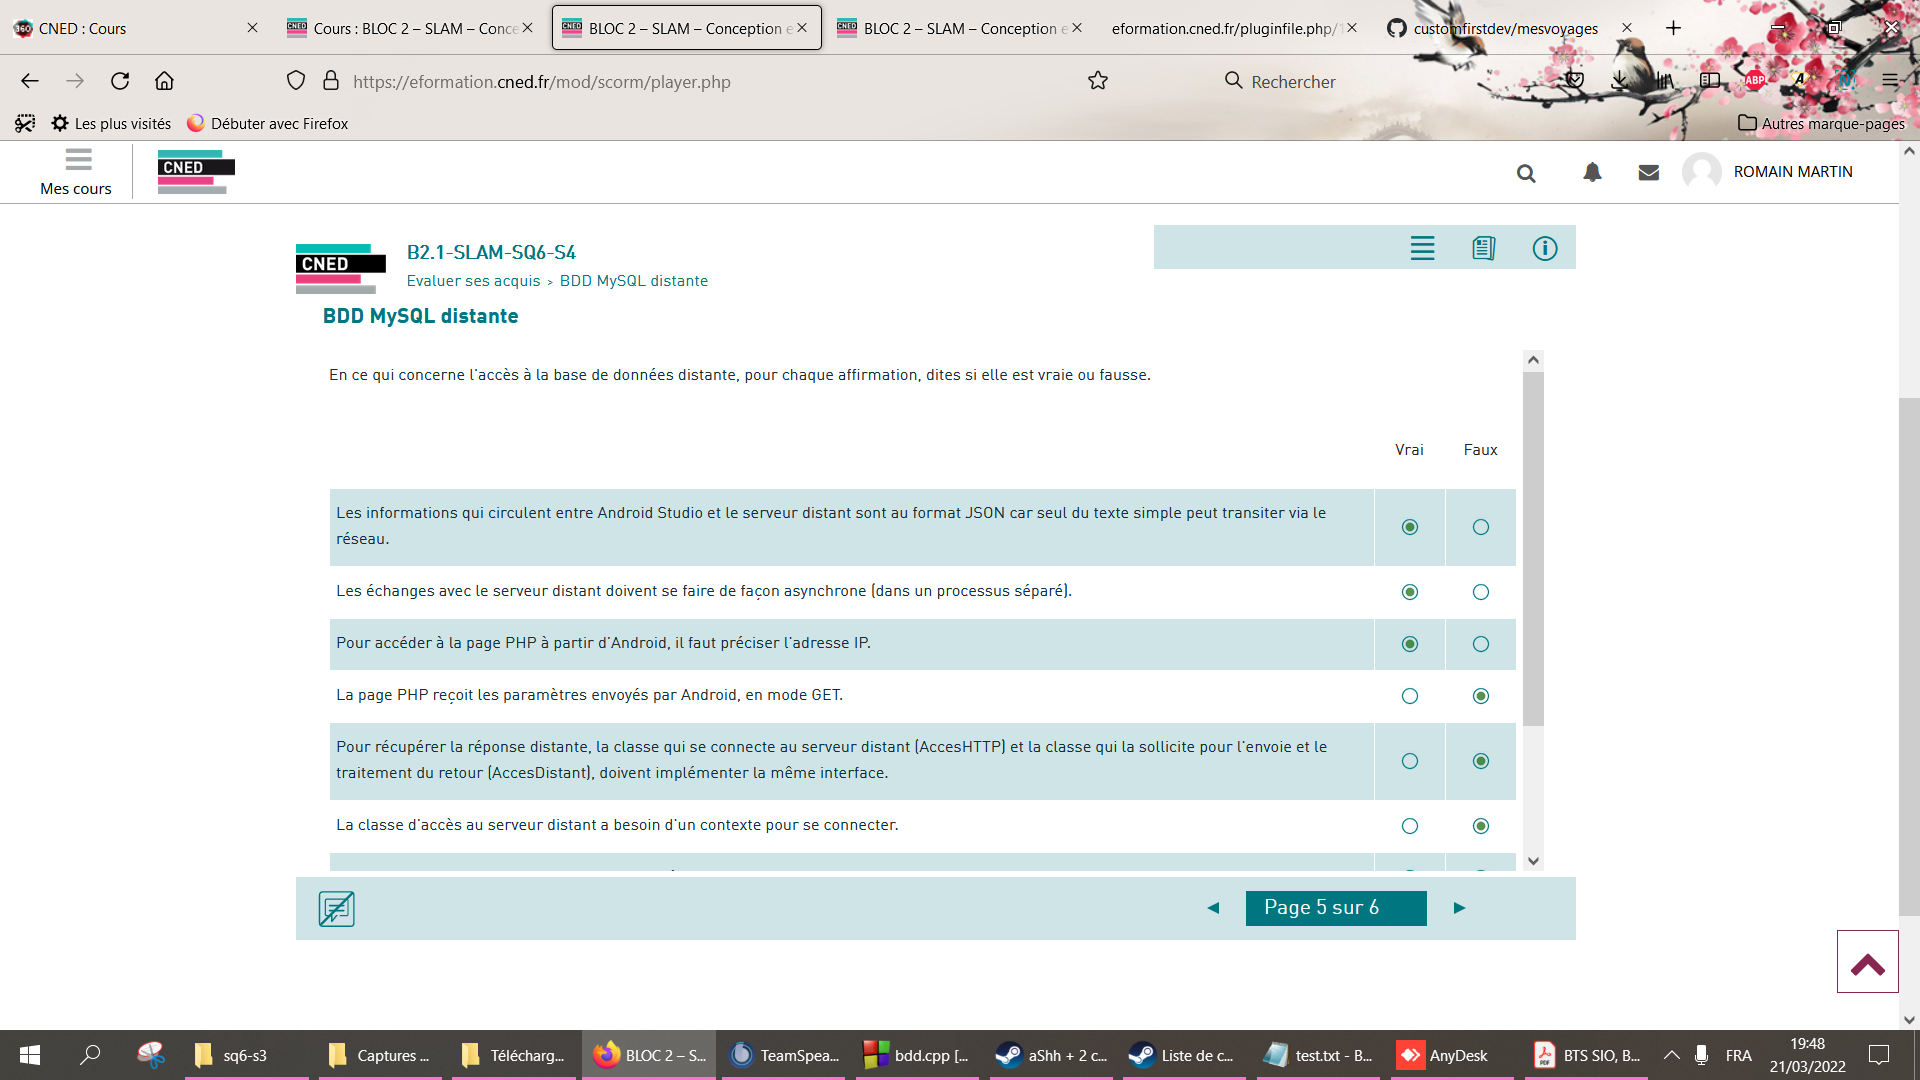 CNED : Cours
Cours : BLOC 2 – SLAM – Conce
BLOC 2 – SLAM – Conception e
BLOC 2 – SLAM – Conception e
eformation.cned.fr/pluginfile.php/1
customfirstdev/mesvoyages
https://eformation.cned.fr/mod/scorm/player.php
Rechercher
ABP
Les plus visités
Débuter avec Firefox
Autres marque-pages
Mes cours
CNED
ROMAIN MARTIN
CNED
B2.1-SLAM-SQ6-S4
Evaluer ses acquis > BDD MySQL distante
BDD MySQL distante
En ce qui concerne l'accès à la base de données distante, pour chaque affirmation, dites si elle est vraie ou fausse.
Vrai Faux
Les informations qui circulent entre Android Studio et le serveur distant sont au format JSON car seul du texte simple peut transiter via le
réseau.
Les échanges avec le serveur distant doivent se faire de façon asynchrone (dans un processus séparé).
Pour accéder à la page PHP à partir d'Android, il faut préciser l'adresse IP.
La page PHP reçoit les paramètres envoyés par Android, en mode GET.
Pour récupérer la réponse distante, la classe qui se connecte au serveur distant (AccesHTTP) et la classe qui la sollicite pour l'envoie et le
traitement du retour (AccesDistant), doivent implémenter la même interface.
La classe d'accès au serveur distant a besoin d'un contexte pour se connecter.
Page 5 sur 6
sq6-s3
Captures ...
Télécharg...
BLOC 2 – S...
TeamSpea...
bdd.cpp [...
aShh + 2 c...
Liste de c...
test.txt - B...
AnyDesk
BTS SIO, B...
FRA
19:48
21/03/2022